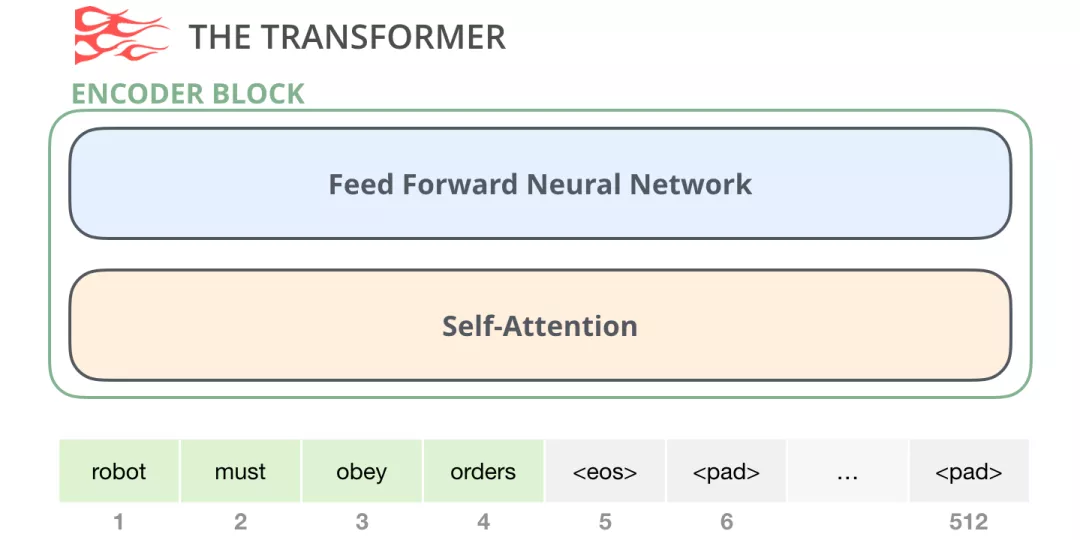 THE TRANSFORMER
ENCODER BLOCK
Feed Forward Neural Network
Self-Attention
robot must obey orders <eos> <pad> ... <pad>
1 2 3 4 5 6 512